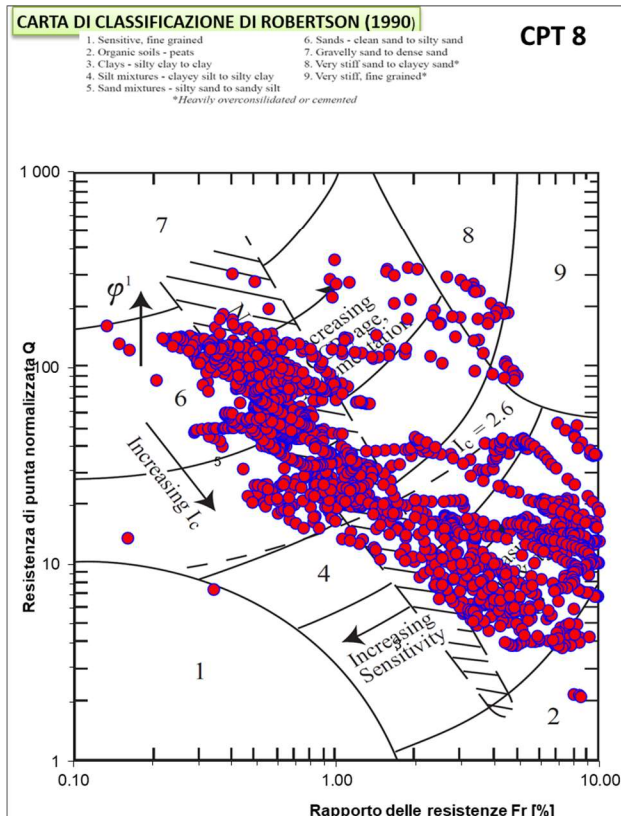 CARTA DI CLASSIFICAZIONE DI ROBERTSON (1990)
CPT 8
1. Sensitive, fine grained
2. Organic soils - peats
3. Clays - silty clay to clay
4. Silt mixtures - clayey silt to silty clay
5. Sand mixtures - silty sand to sandy silt
6. Sands - clean sand to silty sand
7. Gravelly sand to dense sand
8. Very stiff sand to clayey sand*
9. Very stiff, fine grained*
*Heavily overconsolidated or cemented
Resistenza di punta normalizzata Q
1 000
100
10
1
7
8
9
φ¹
6
5
4
3
1
2
Increasing Ic
Ic = 2.6
Increasing
Sensitivity
0.10
1.00
10.00
Rapporto delle resistenze Fr [%]